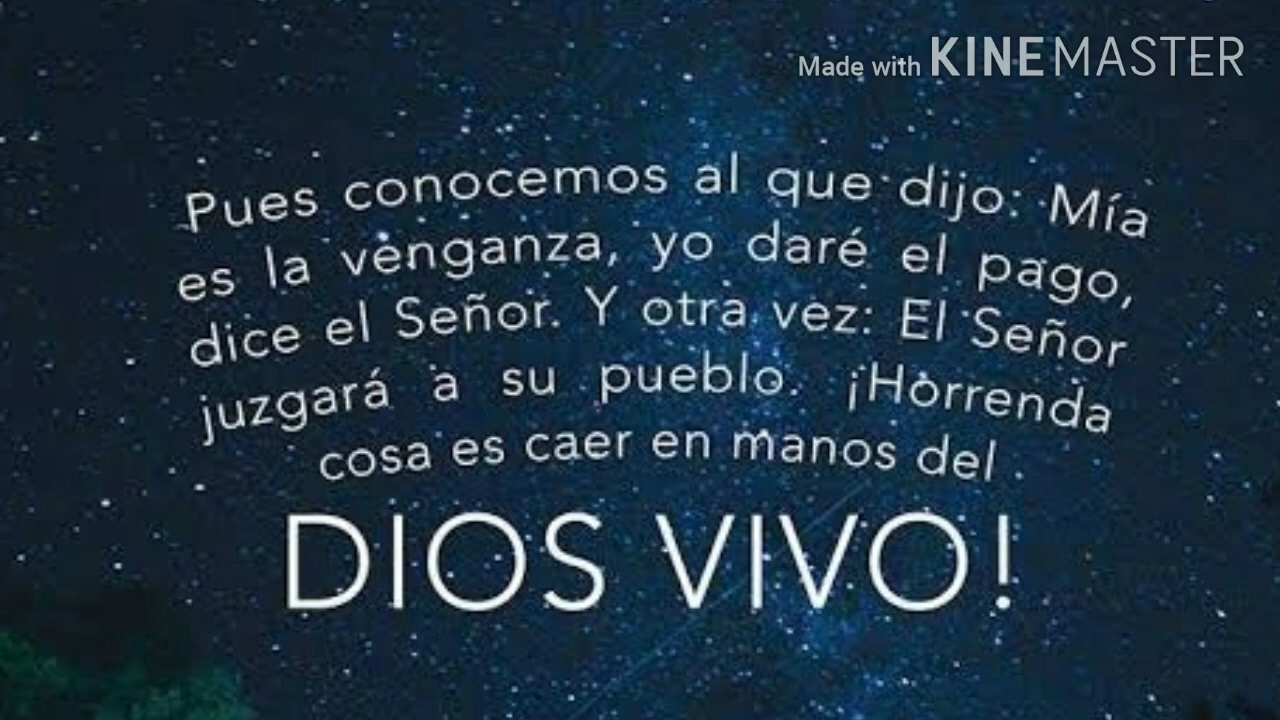 Made with KINEMASTER
Pues conocemos al que dijo: Mía
es la venganza, yo daré el pago,
dice el Señor. Y otra vez: El Señor
juzgará a su pueblo. ¡Horrenda
cosa es caer en manos del
DIOS VIVO!